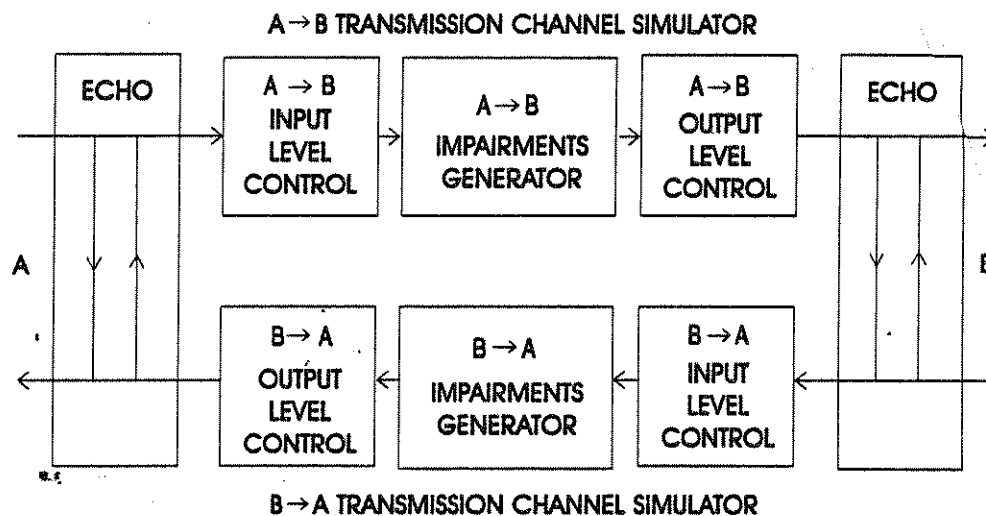 A→B TRANSMISSION CHANNEL SIMULATOR
ECHO
A → B
INPUT
LEVEL
CONTROL
A → B
IMPAIRMENTS
GENERATOR
A → B
OUTPUT
LEVEL
CONTROL
ECHO
A
B → A
OUTPUT
LEVEL
CONTROL
B → A
IMPAIRMENTS
GENERATOR
B → A
INPUT
LEVEL
CONTROL
B→A TRANSMISSION CHANNEL SIMULATOR